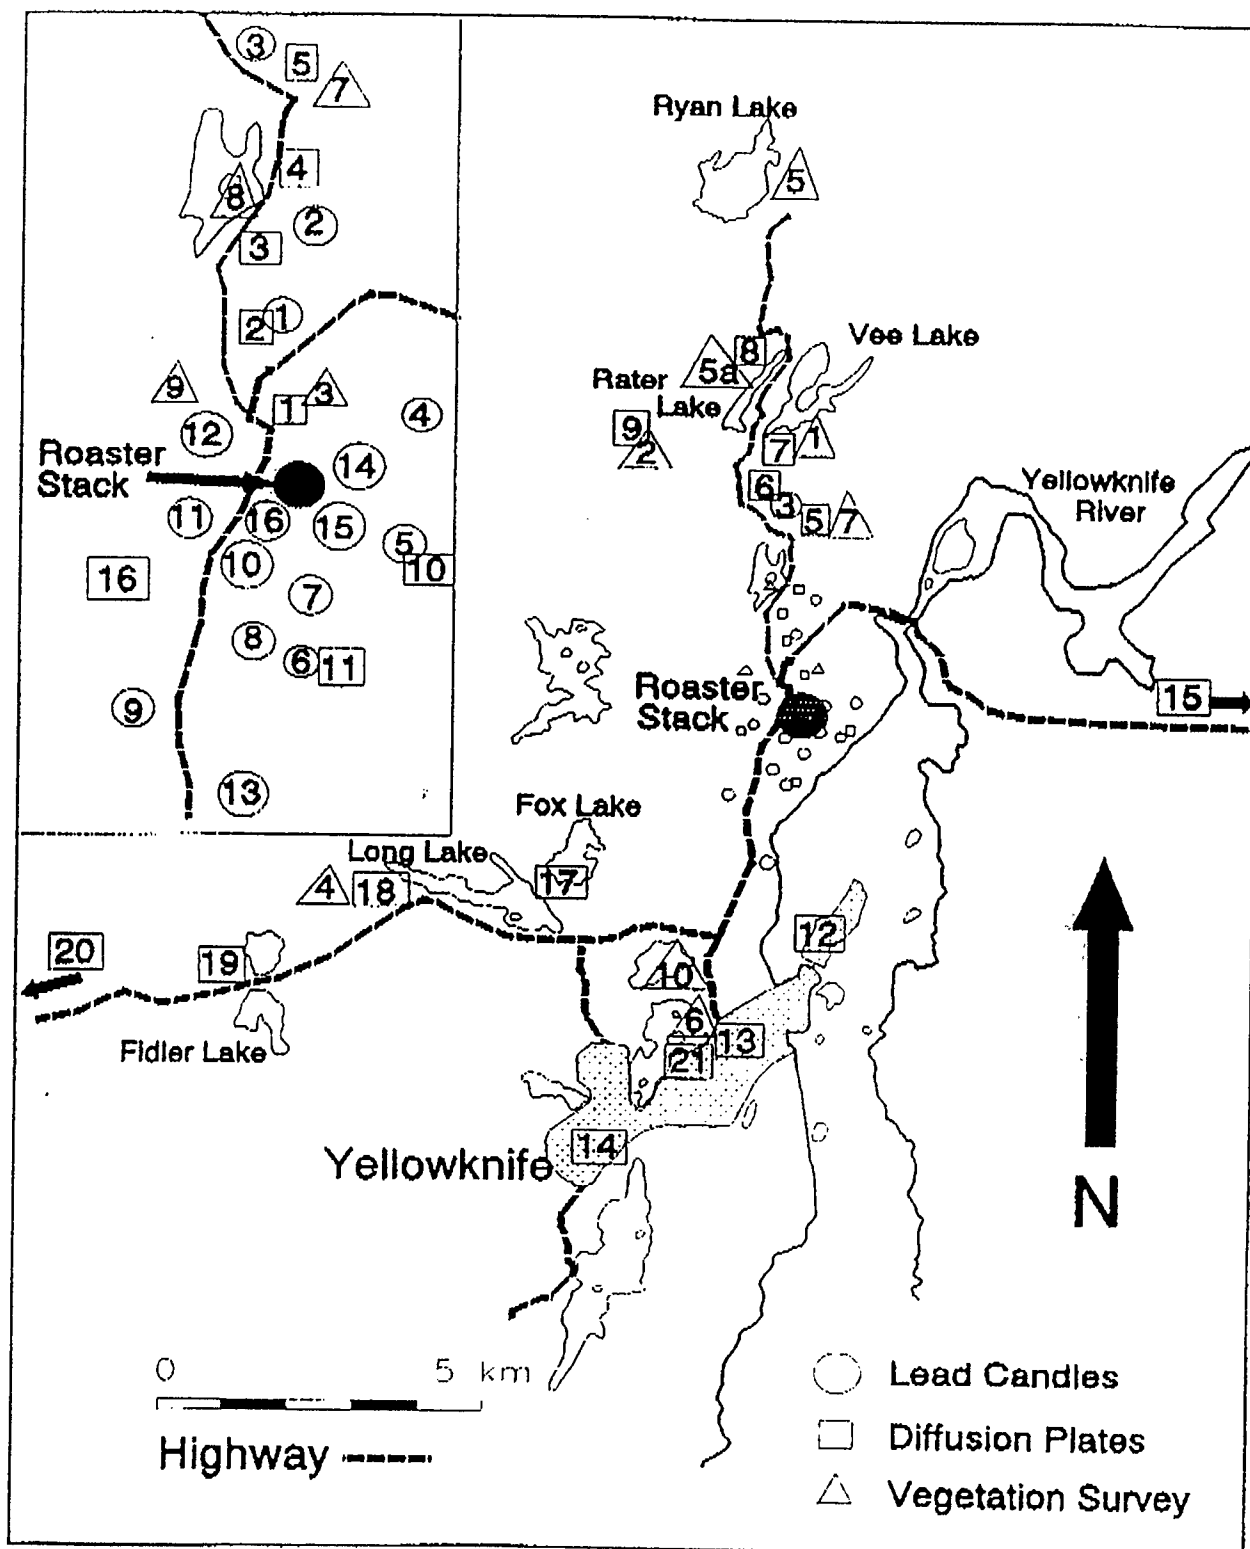 3
5
7
4
8
2
3
1
2
9
3
1
4
12
Roaster
Stack
14
11
16
15
5
10
10
16
7
8
6
11
9
13
Ryan Lake
5
Vee Lake
8
5a
Rater
Lake
9
2
7
1
6
3
5
7
Yellowknife
River
15
Roaster
Stack
Fox Lake
Long Lake
17
4
18
12
20
19
10
6
13
21
Fidler Lake
14
Yellowknife
N
0
5 km
Highway
Lead Candles
Diffusion Plates
Vegetation Survey